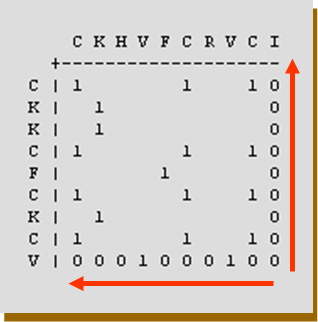 C K H V F C R V C I
+--------------------
C | 1         1     1 0
K |   1               0
K |   1               0
C | 1         1     1 0
F |         1         0
C | 1         1     1 0
K |   1               0
C | 1         1     1 0
V | 0 0 0 1 0 0 0 1 0 0